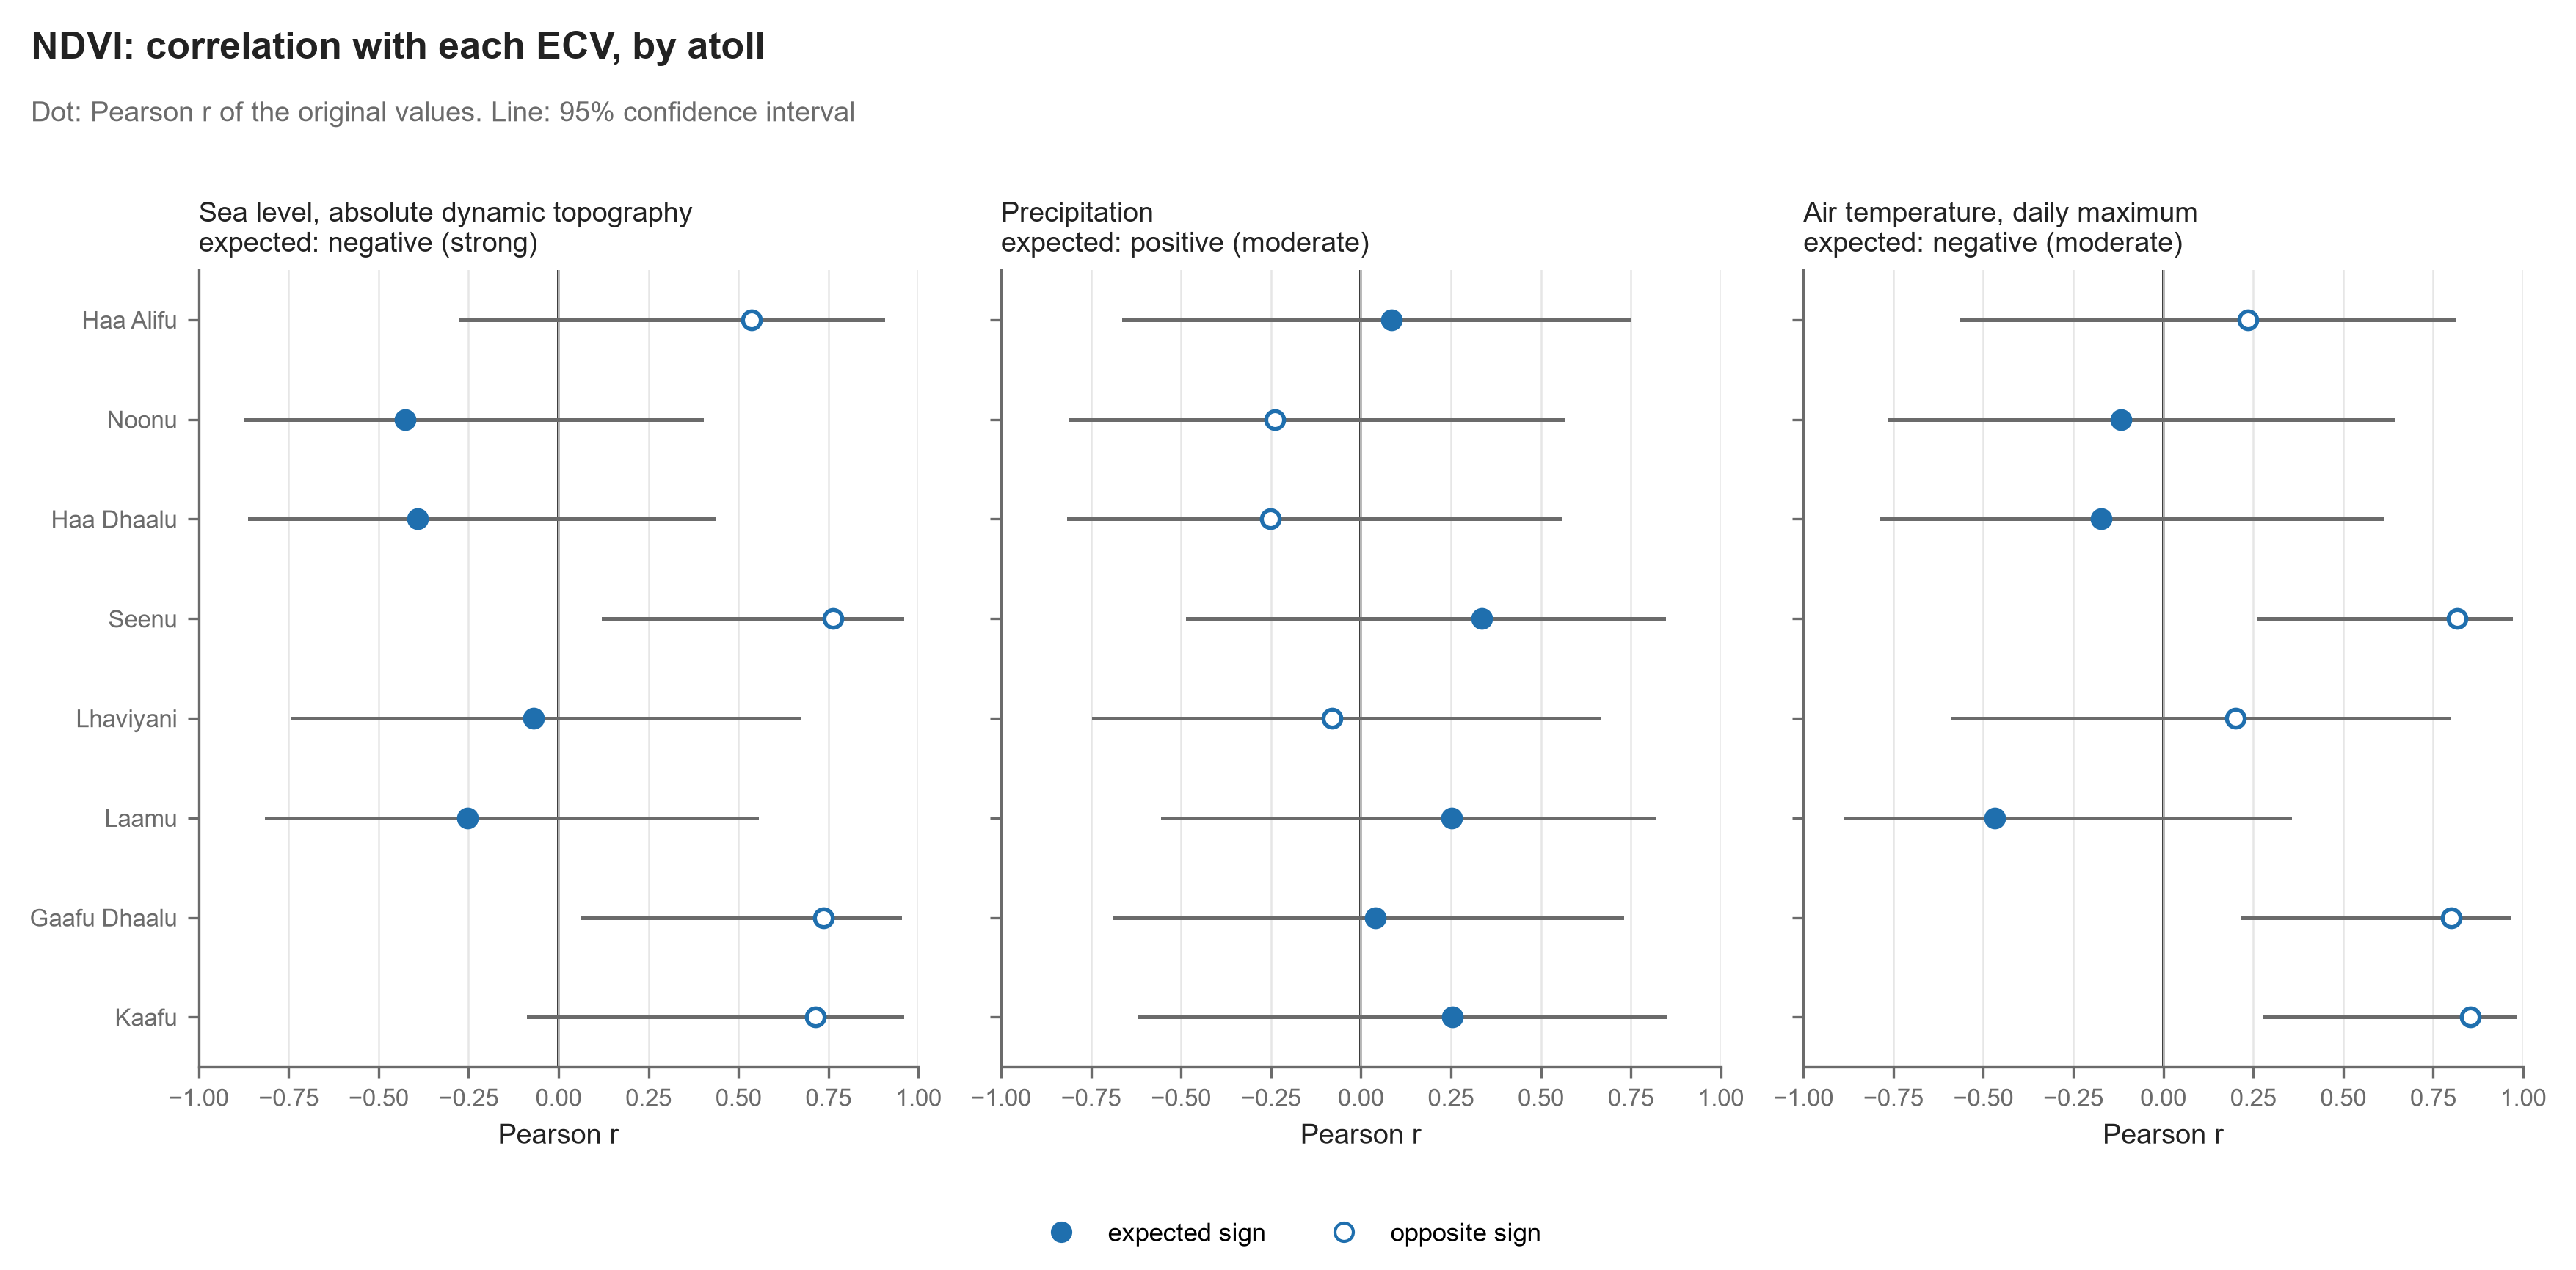 NDVI: correlation with each ECV, by atoll
Dot: Pearson r of the original values. Line: 95% confidence interval
Sea level, absolute dynamic topography
expected: negative (strong)
Precipitation
expected: positive (moderate)
Air temperature, daily maximum
expected: negative (moderate)
Haa Alifu
Noonu
Haa Dhaalu
Seenu
Lhaviyani
Laamu
Gaafu Dhaalu
Kaafu
−1.00 −0.75 −0.50 −0.25 0.00 0.25 0.50 0.75 1.00
−1.00 −0.75 −0.50 −0.25 0.00 0.25 0.50 0.75 1.00
−1.00 −0.75 −0.50 −0.25 0.00 0.25 0.50 0.75 1.00
Pearson r
Pearson r
Pearson r
expected sign
opposite sign